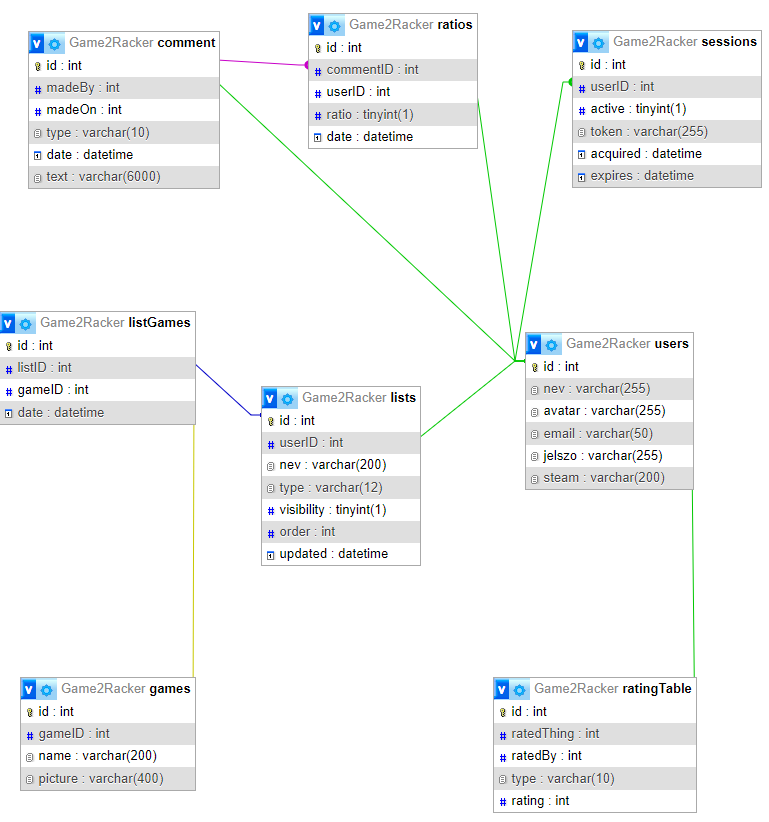 v Game2Racker comment
id : int
madeBy : int
madeOn : int
type : varchar(10)
date : datetime
text : varchar(6000)
v Game2Racker ratios
id : int
commentID : int
userID : int
ratio : tinyint(1)
date : datetime
v Game2Racker sessions
id : int
userID : int
active : tinyint(1)
token : varchar(255)
acquired : datetime
expires : datetime
v Game2Racker listGames
id : int
listID : int
gameID : int
date : datetime
v Game2Racker lists
id : int
userID : int
nev : varchar(200)
type : varchar(12)
visibility : tinyint(1)
order : int
updated : datetime
v Game2Racker users
id : int
nev : varchar(255)
avatar : varchar(255)
email : varchar(50)
jelszo : varchar(255)
steam : varchar(200)
v Game2Racker games
id : int
gameID : int
name : varchar(200)
picture : varchar(400)
v Game2Racker ratingTable
id : int
ratedThing : int
ratedBy : int
type : varchar(10)
rating : int